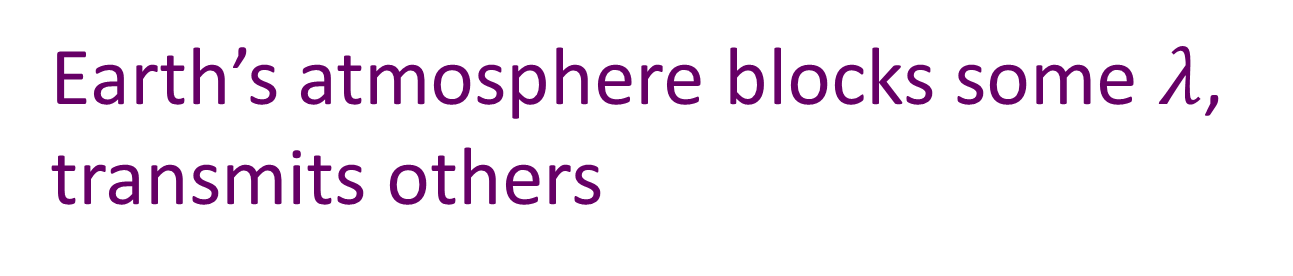 Earth’s atmosphere blocks some 𝜆,
transmits others